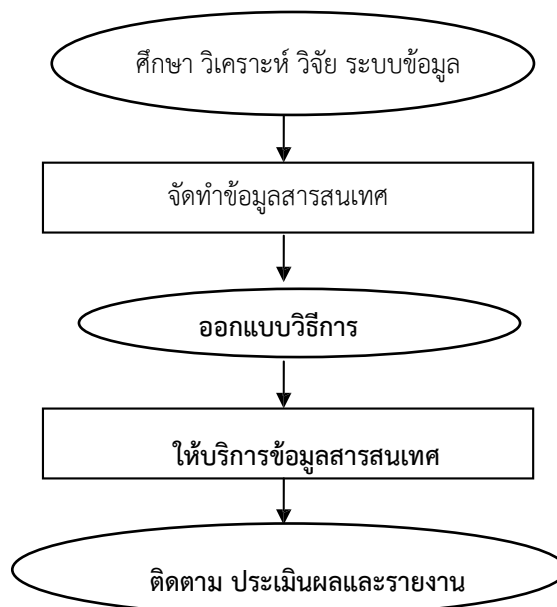 ศึกษา วิเคราะห์ วิจัย ระบบข้อมูล
จัดทำข้อมูลสารสนเทศ
ออกแบบวิธีการ
ให้บริการข้อมูลสารสนเทศ
ติดตาม ประเมินผลและรายงาน